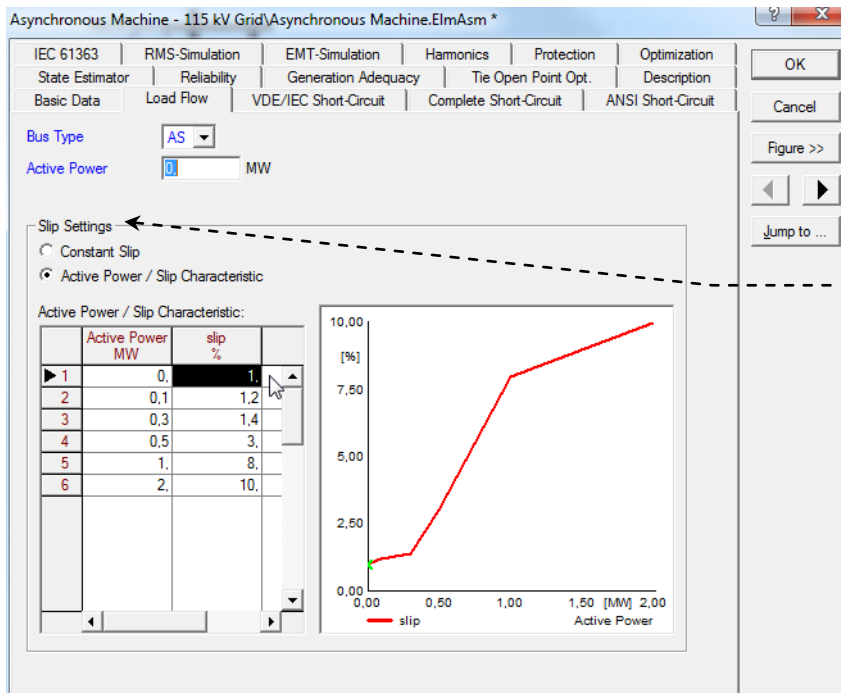 Asynchronous Machine - 115 kV Grid\Asynchronous Machine.ElmAsm *
?
x
IEC 61363 RMS-Simulation EMT-Simulation Harmonics Protection Optimization
State Estimator Reliability Generation Adequacy Tie Open Point Opt. Description
Basic Data Load Flow VDE/IEC Short-Circuit Complete Short-Circuit ANSI Short-Circuit
OK
Cancel
Figure >>
Jump to ...
Bus Type AS
Active Power 0, MW
Slip Settings
Constant Slip
Active Power / Slip Characteristic
Active Power / Slip Characteristic:
Active Power slip
MW %
1 0, 1,
2 0,1 1,2
3 0,3 1,4
4 0,5 3,
5 1, 8,
6 2, 10,
10,00
[%]
7,50
5,00
2,50
0,00
0,00 0,50 1,00 1,50 [MW] 2,00
slip Active Power